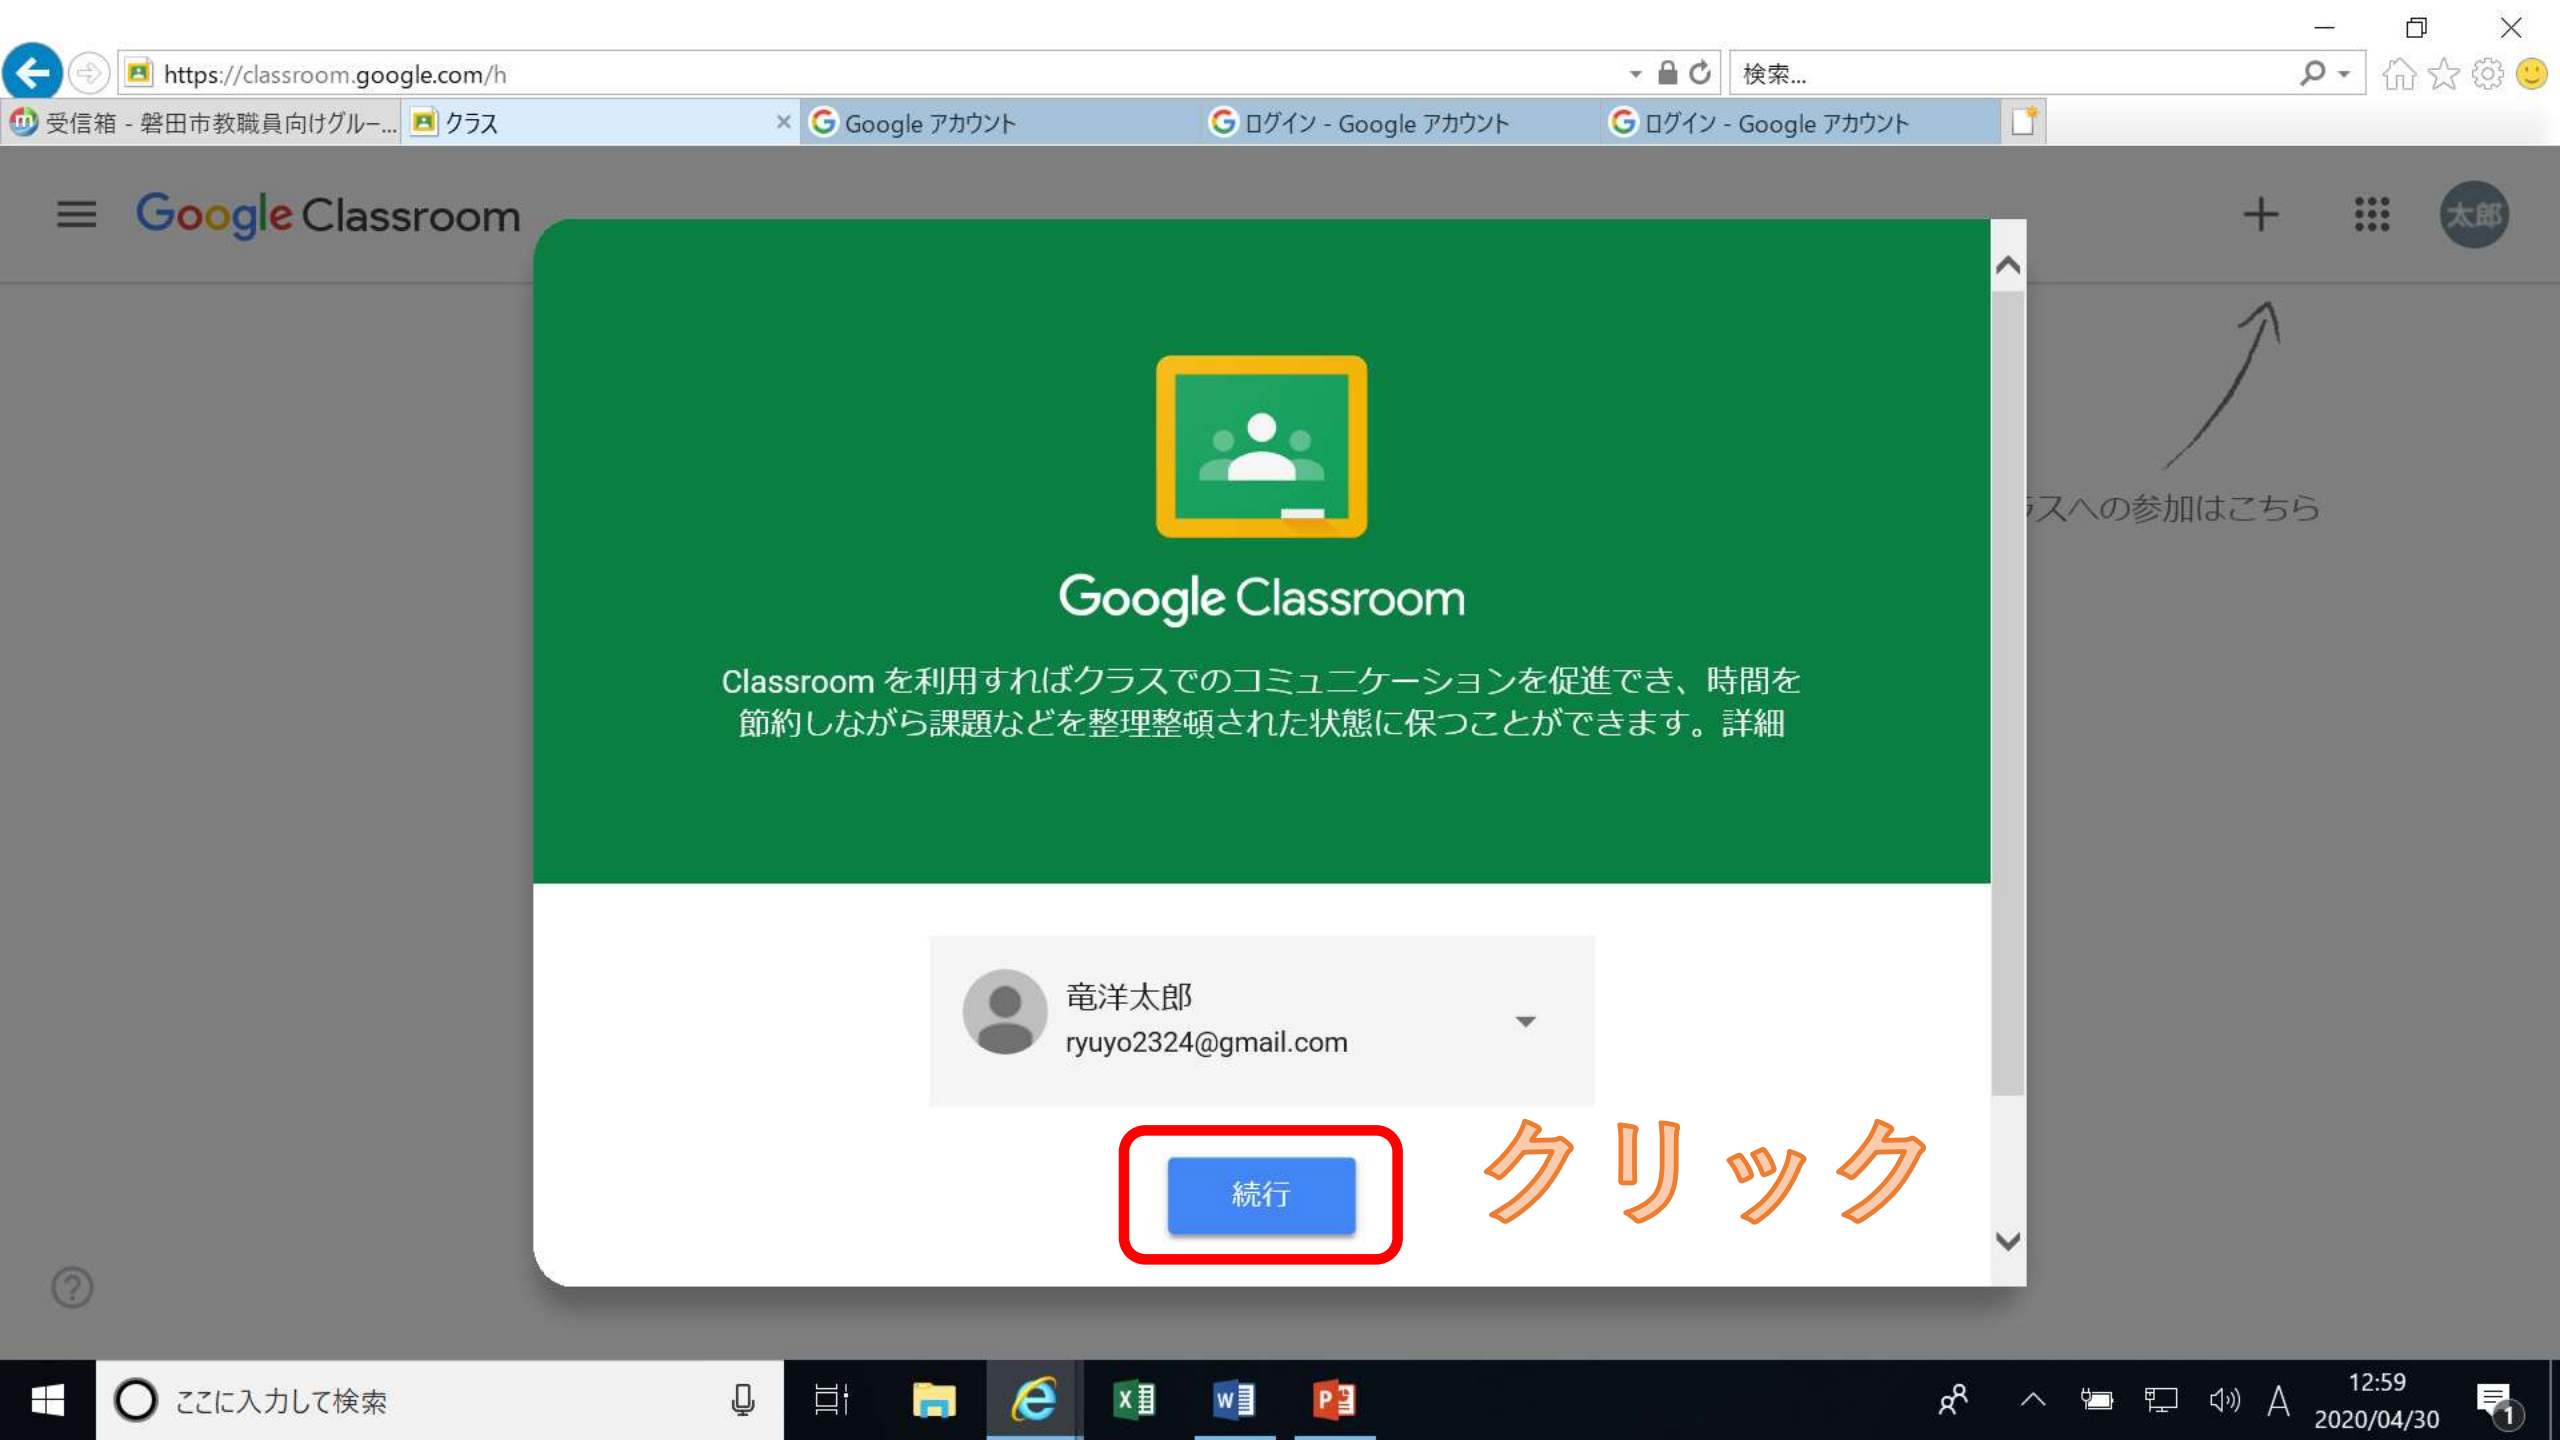 https://classroom.google.com/h
検索...
受信箱 - 磐田市教職員向けグルー...
クラス
Google アカウント
ログイン - Google アカウント
ログイン - Google アカウント
Google Classroom
太郎
スへの参加はこちら
Google Classroom
Classroom を利用すればクラスでのコミュニケーションを促進でき、時間を
節約しながら課題などを整理整頓された状態に保つことができます。詳細
竜洋太郎
ryuyo2324@gmail.com
続行
クリック
ここに入力して検索
A
12:59
2020/04/30
1